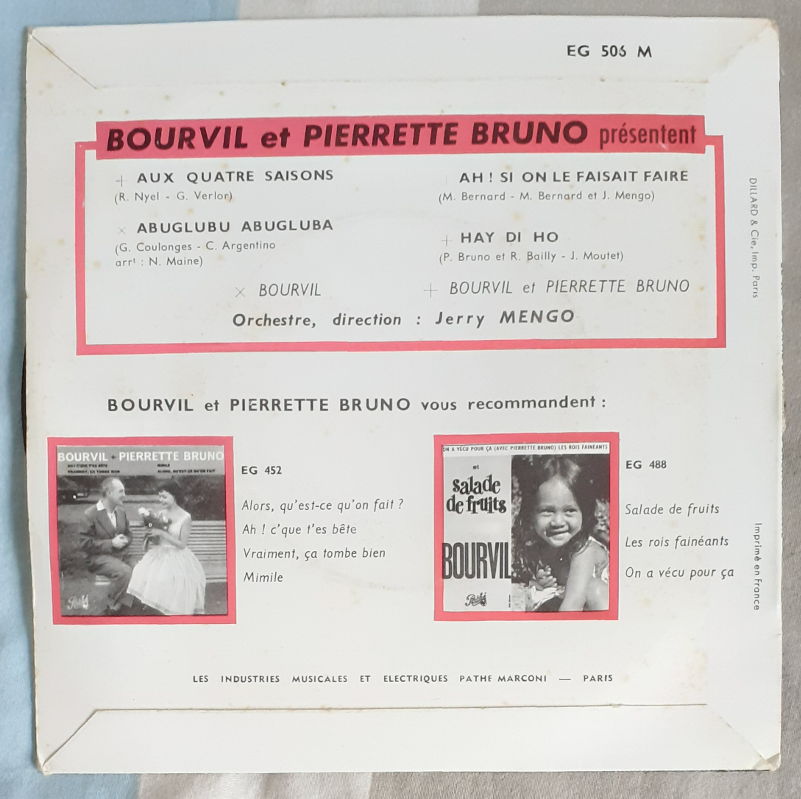 EG 506 M
BOURVIL et PIERRETTE BRUNO présentent
+ AUX QUATRE SAISONS
(R. Nyel - G. Verlor)
× ABUGLUBU ABUGLUBA
(G. Coulonges - C. Argentino
arrt : N. Maine)
AH ! SI ON LE FAISAIT FAIRE
(M. Bernard - M. Bernard et J. Mengo)
+ HAY DI HO
(P. Bruno et R. Bailly - J. Moutet)
× BOURVIL
+ BOURVIL et PIERRETTE BRUNO
Orchestre, direction : Jerry MENGO
DILLARD & Cie, Imp. Paris
BOURVIL et PIERRETTE BRUNO vous recommandent :
BOURVIL + PIERRETTE BRUNO
Pathé
EG 452
Alors, qu'est-ce qu'on fait ?
Ah ! c'que t'es bête
Vraiment, ça tombe bien
Mimile
ON A VÉCU POUR ÇA (AVEC PIERRETTE BRUNO) LES ROIS FAINÉANTS
et
salade
de fruits
BOURVIL
Pathé
EG 488
Salade de fruits
Les rois fainéants
On a vécu pour ça
Imprimé en France
LES INDUSTRIES MUSICALES ET ELECTRIQUES PATHE MARCONI — PARIS